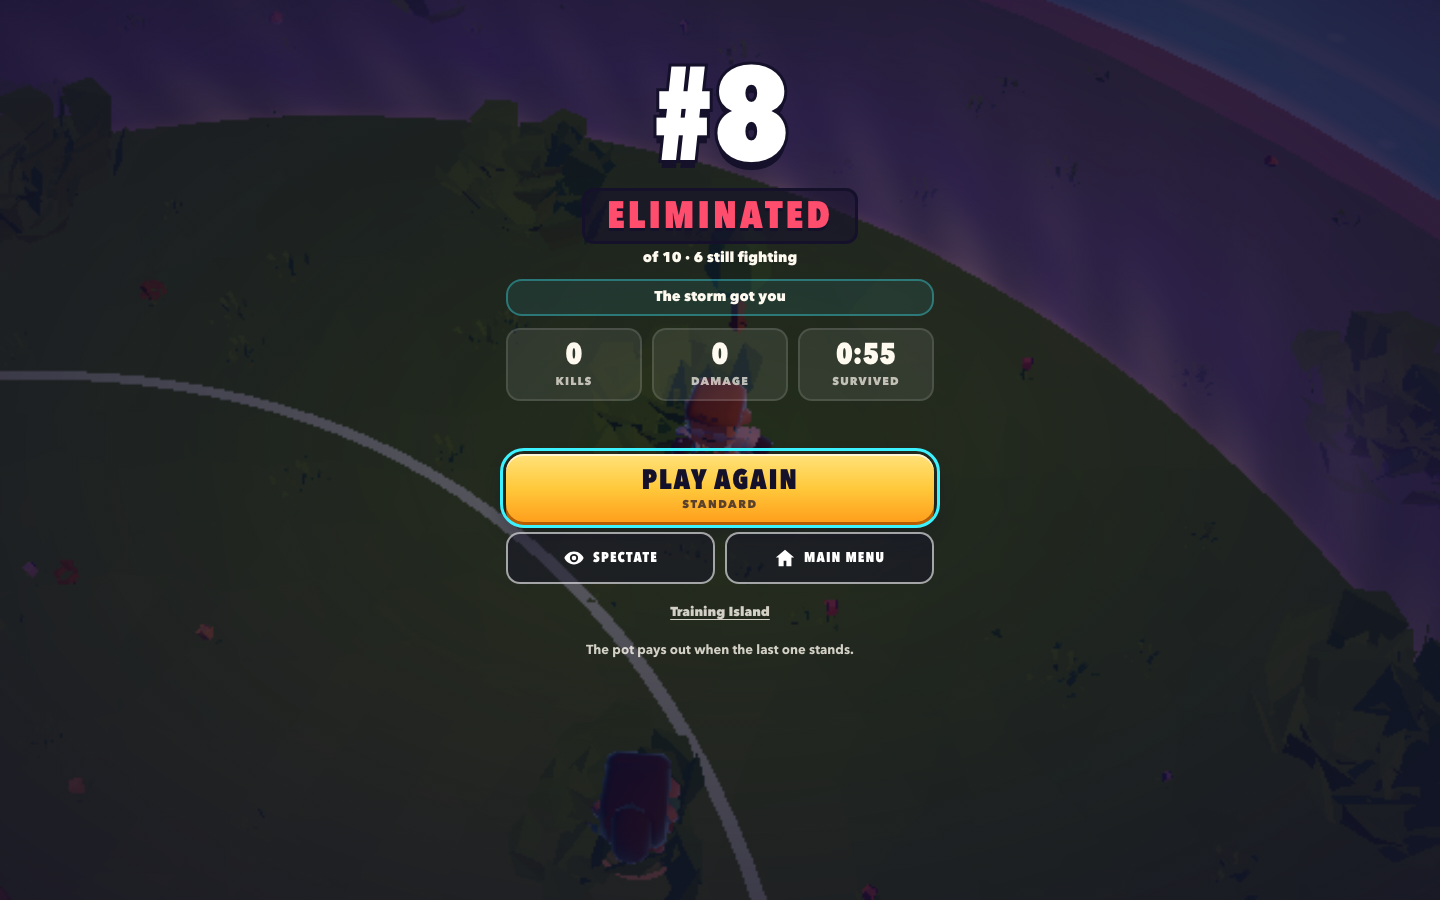 #8
ELIMINATED
of 10 · 6 still fighting
The storm got you
0 0 0:55
KILLS DAMAGE SURVIVED
PLAY AGAIN
STANDARD
SPECTATE MAIN MENU
Training Island
The pot pays out when the last one stands.